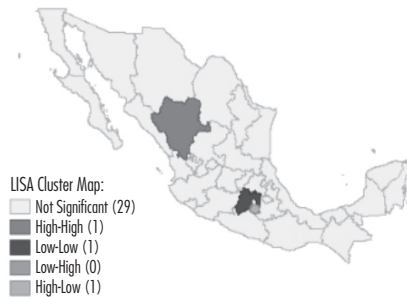 LISA Cluster Map:
Not Significant (29)
High-High (1)
Low-Low (1)
Low-High (0)
High-Low (1)